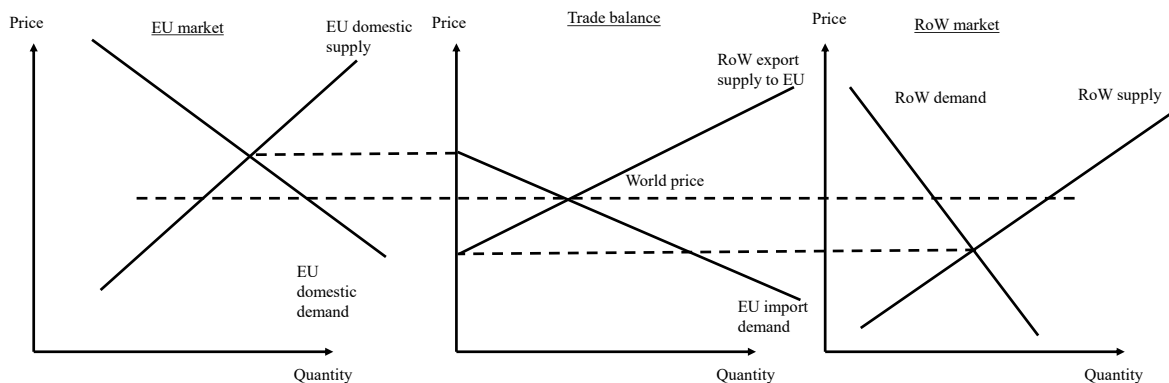 Price
EU market
EU domestic
supply
EU
domestic
demand
Quantity
Price
Trade balance
RoW export
supply to EU
World price
EU import
demand
Quantity
Price
RoW market
RoW demand
RoW supply
Quantity